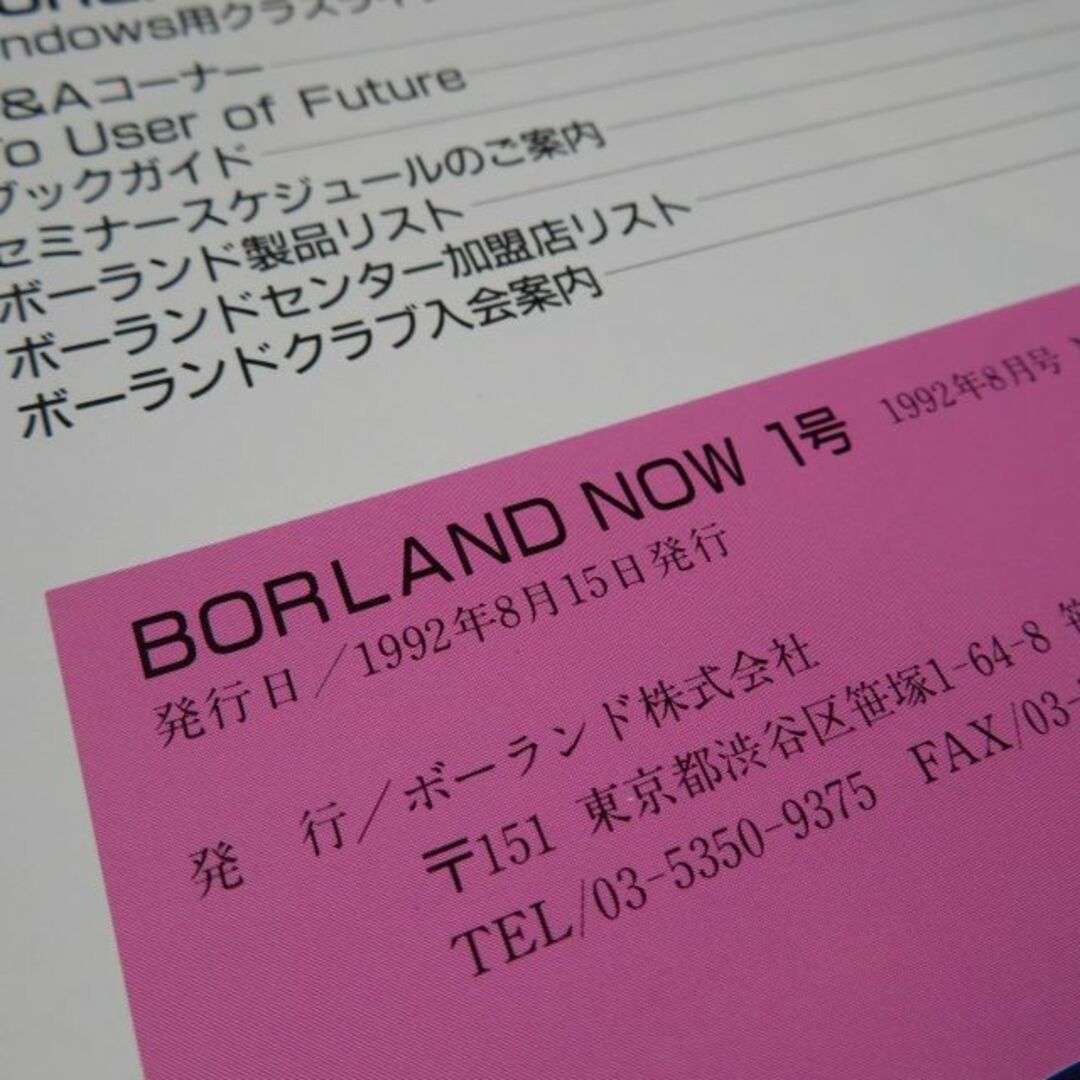 ndows用クラスライ
&Aコーナー
To User of Future
ブックガイド
セミナースケジュールのご案内
ボーランド製品リスト
ボーランドセンター加盟店リスト
ボーランドクラブ入会案内
BORLAND NOW 1号 1992年8月号
発行日/1992年8月15日発行
発 行/ボーランド株式会社
〒151 東京都渋谷区笹塚1-64-8 笹
TEL/03-5350-9375 FAX/03-